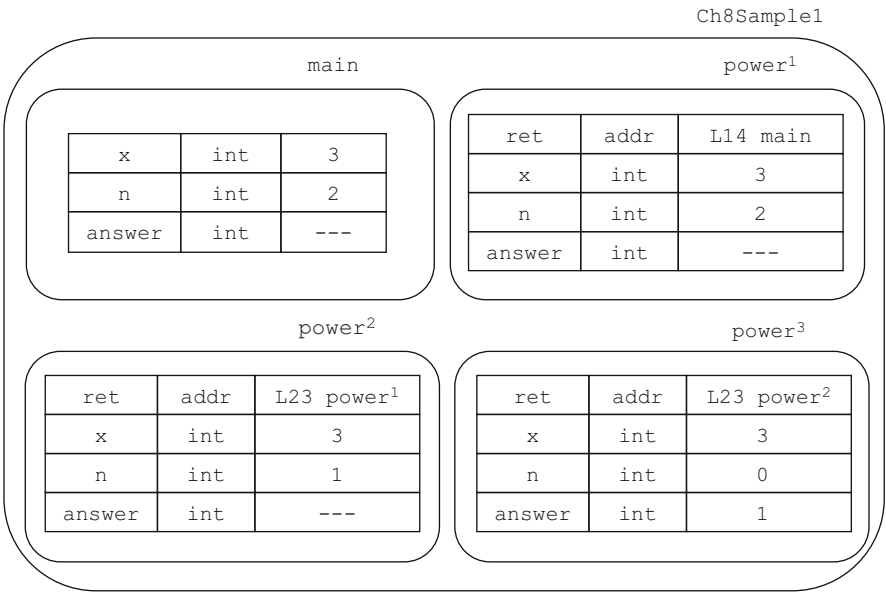 Ch8Sample1
main
x int 3
n int 2
answer int ---
power¹
ret addr L14 main
x int 3
n int 2
answer int ---
power²
ret addr L23 power¹
x int 3
n int 1
answer int ---
power³
ret addr L23 power²
x int 3
n int 0
answer int 1